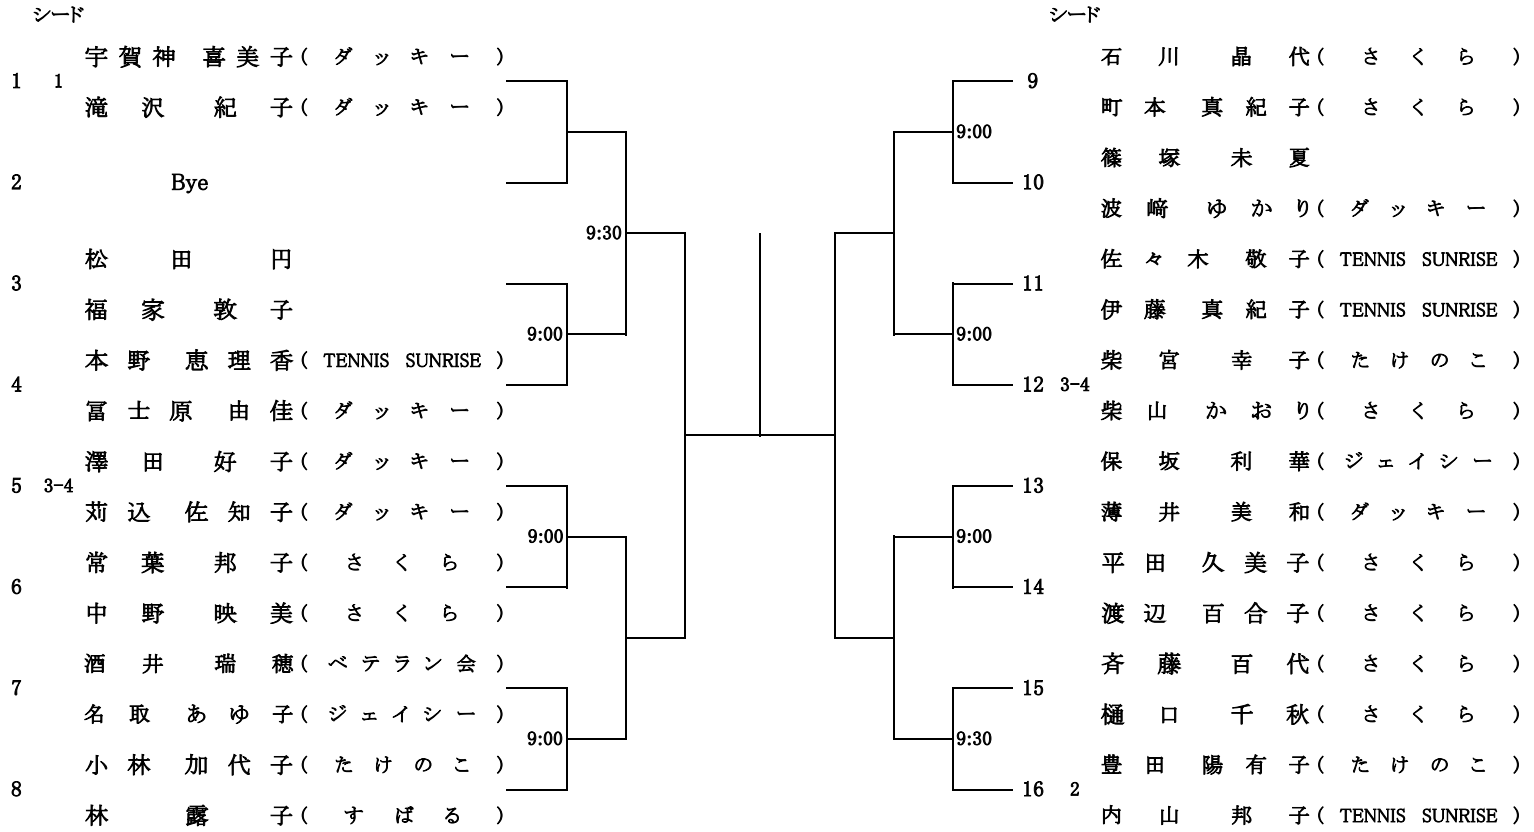 シード
宇賀神 喜美子 ( ダッキー )
1 1
滝沢 紀子 ( ダッキー )
2 Bye
9:30
松田 円
3
福家 敦子
9:00
本野 恵理香 ( TENNIS SUNRISE )
4
冨士原 由佳 ( ダッキー )
澤田 好子 ( ダッキー )
5 3-4
苅込 佐知子 ( ダッキー )
9:00
常葉 邦子 ( さくら )
6
中野 映美 ( さくら )
酒井 瑞穂 ( ベテラン会 )
7
名取 あゆ子 ( ジェイシー )
9:00
小林 加代子 ( たけのこ )
8
林 露子 ( すばる )
シード
石川 晶代 ( さくら )
9
町本 真紀子 ( さくら )
9:00
篠塚 未夏
10
波﨑 ゆかり ( ダッキー )
佐々木 敬子 ( TENNIS SUNRISE )
11
伊藤 真紀子 ( TENNIS SUNRISE )
9:00
柴宮 幸子 ( たけのこ )
12 3-4
柴山 かおり ( さくら )
保坂 利華 ( ジェイシー )
13
薄井 美和 ( ダッキー )
9:00
平田 久美子 ( さくら )
14
渡辺 百合子 ( さくら )
斉藤 百代 ( さくら )
15
樋口 千秋 ( さくら )
9:30
豊田 陽有子 ( たけのこ )
16 2
内山 邦子 ( TENNIS SUNRISE )